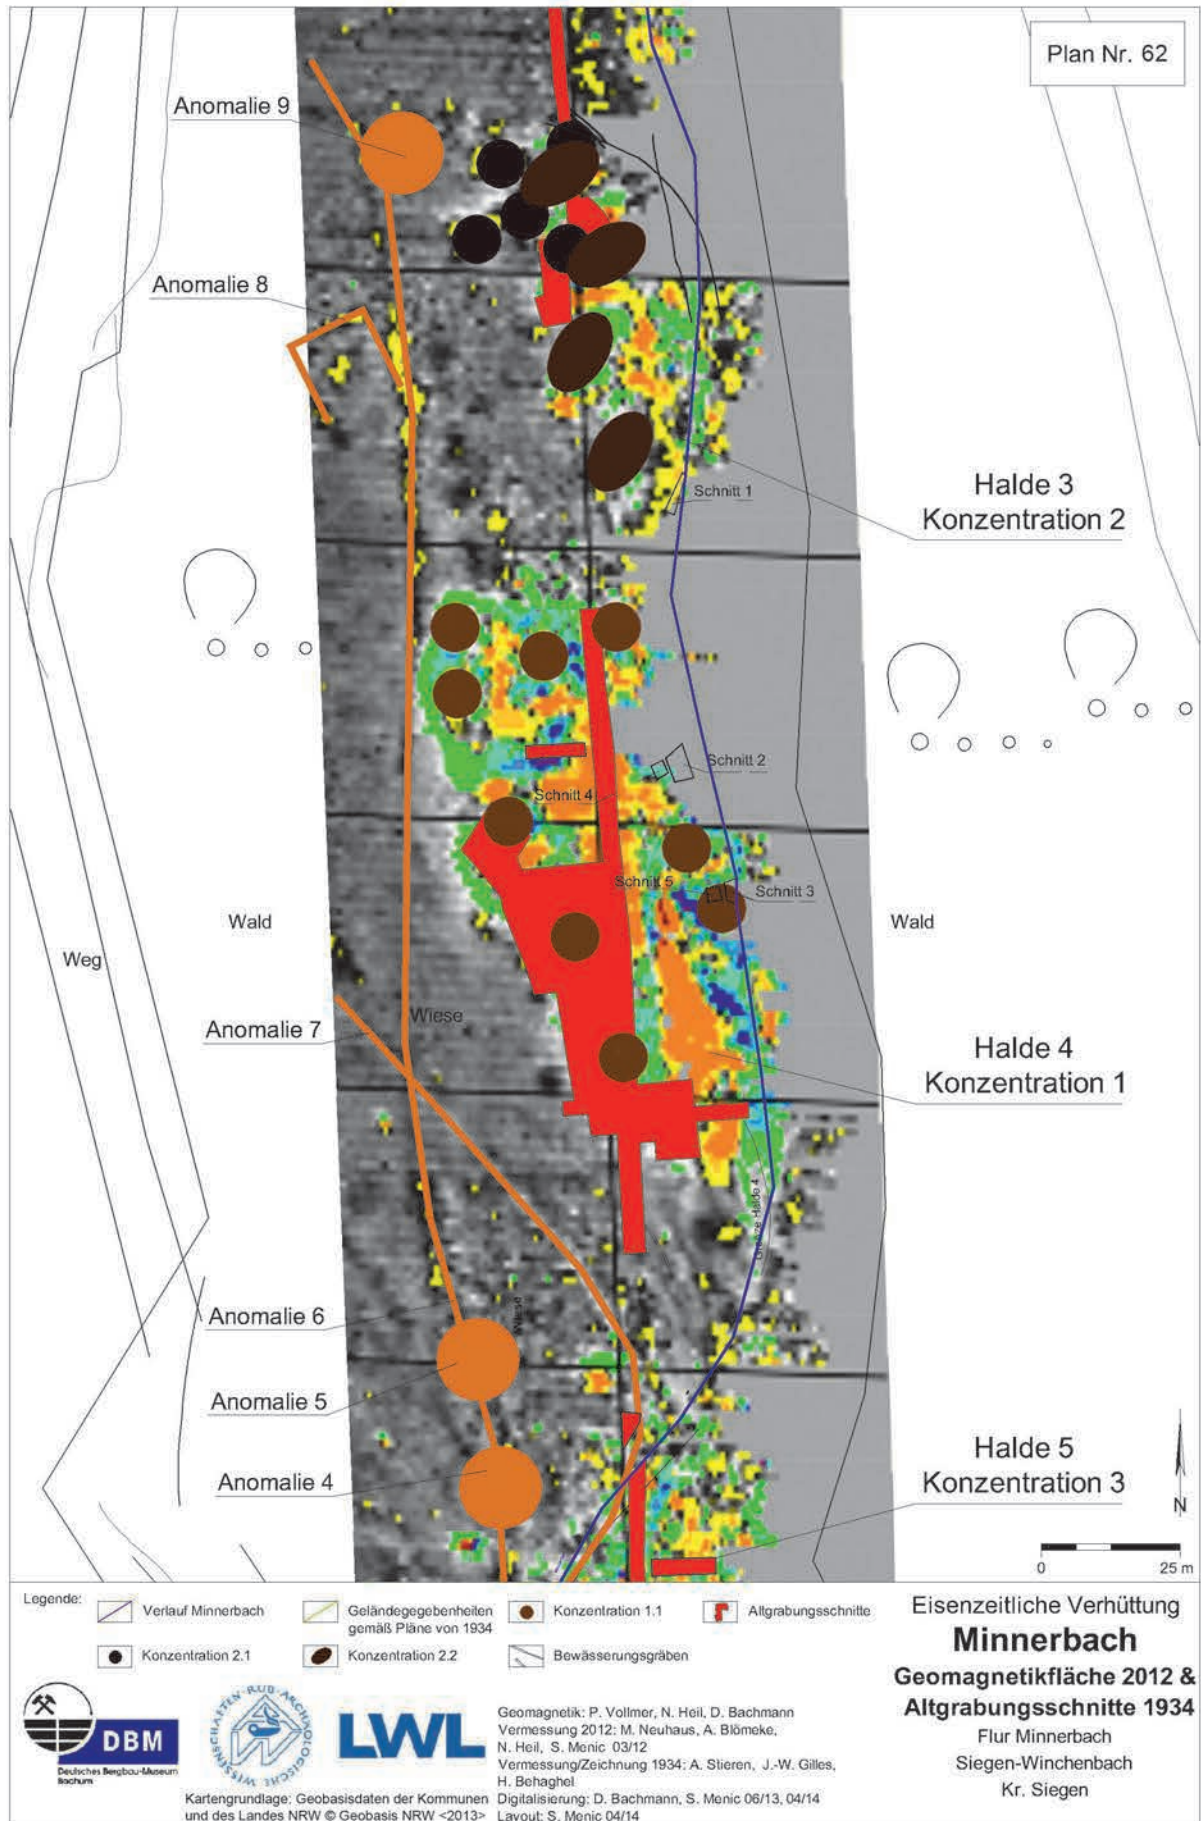 Plan Nr. 62
Anomalie 9
Anomalie 8
Schnitt 1
Halde 3
Konzentration 2
Schnitt 2
Schnitt 4
Schnitt 5
Schnitt 3
Wald
Wald
Weg
Wiese
Anomalie 7
Halde 4
Konzentration 1
Grenze Halde 4
Wiese
Anomalie 6
Anomalie 5
Anomalie 4
Halde 5
Konzentration 3
N
0 25 m
Legende:
Verlauf Minnerbach
Geländegegebenheiten
gemäß Pläne von 1934
Konzentration 1.1
Altgrabungsschnitte
Konzentration 2.1
Konzentration 2.2
Bewässerungsgräben
Eisenzeitliche Verhüttung
Minnerbach
Geomagnetikfläche 2012 &
Altgrabungsschnitte 1934
Flur Minnerbach
Siegen-Winchenbach
Kr. Siegen
DBM
Deutsches Bergbau-Museum
Bochum
WISSENSCHAFTEN·RUB·ARCHÄOLOGISCHE
LWL
Geomagnetik: P. Vollmer, N. Heil, D. Bachmann
Vermessung 2012: M. Neuhaus, A. Blömeke,
N. Heil, S. Menic 03/12
Vermessung/Zeichnung 1934: A. Stieren, J.-W. Gilles,
H. Behaghel
Digitalisierung: D. Bachmann, S. Menic 06/13, 04/14
Layout: S. Menic 04/14
Kartengrundlage: Geobasisdaten der Kommunen
und des Landes NRW © Geobasis NRW <2013>